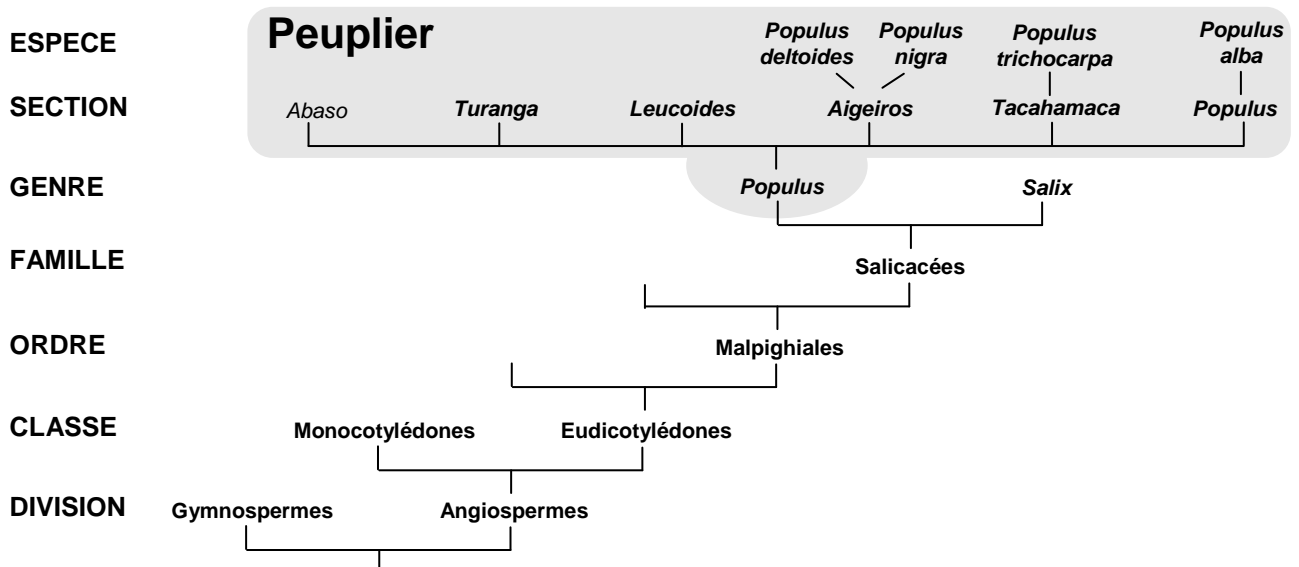 Peuplier
ESPECE Populus deltoides Populus nigra Populus trichocarpa Populus alba
SECTION Abaso Turanga Leucoides Aigeiros Tacahamaca Populus
GENRE Populus Salix
FAMILLE Salicacées
ORDRE Malpighiales
CLASSE Monocotylédones Eudicotylédones
DIVISION Gymnospermes Angiospermes